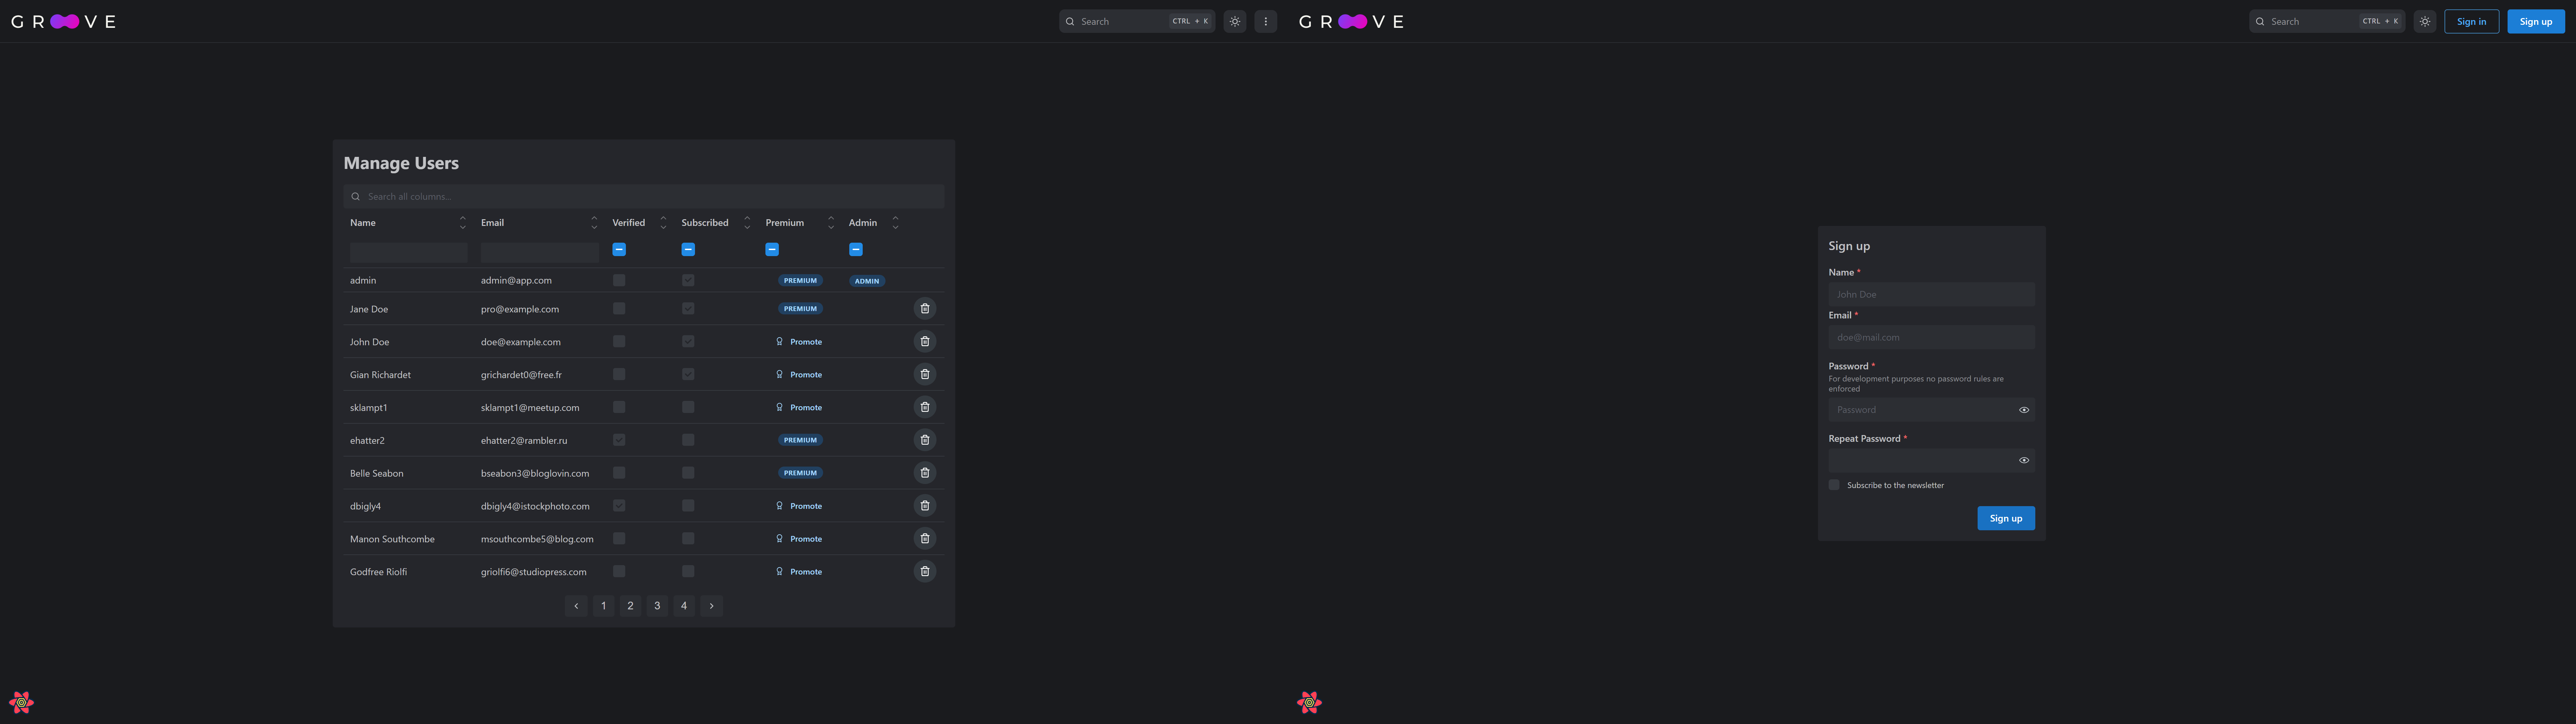 GROOVE
Search CTRL + K
Manage Users
Search all columns...
Name Email Verified Subscribed Premium Admin
admin admin@app.com PREMIUM ADMIN
Jane Doe pro@example.com PREMIUM
John Doe doe@example.com Promote
Gian Richardet grichardet0@free.fr Promote
sklampt1 sklampt1@meetup.com Promote
ehatter2 ehatter2@rambler.ru PREMIUM
Belle Seabon bseabon3@bloglovin.com PREMIUM
dbigly4 dbigly4@istockphoto.com Promote
Manon Southcombe msouthcombe5@blog.com Promote
Godfree Riolfi griolfi6@studiopress.com Promote
1 2 3 4
GROOVE
Search CTRL + K Sign in Sign up
Sign up
Name *
John Doe
Email *
doe@mail.com
Password *
For development purposes no password rules are
enforced
Password
Repeat Password *
Subscribe to the newsletter
Sign up